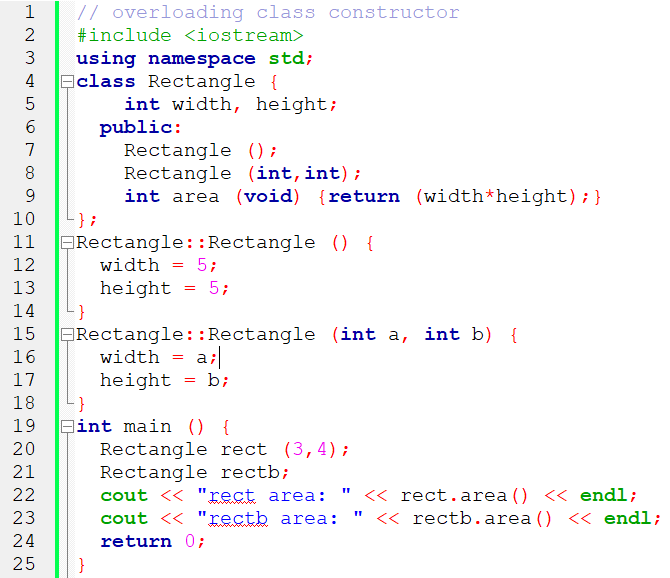 1 // overloading class constructor
2 #include <iostream>
3 using namespace std;
4 class Rectangle {
5     int width, height;
6   public:
7     Rectangle ();
8     Rectangle (int,int);
9     int area (void) {return (width*height);}
10 };
11 Rectangle::Rectangle () {
12   width = 5;
13   height = 5;
14 }
15 Rectangle::Rectangle (int a, int b) {
16   width = a;
17   height = b;
18 }
19 int main () {
20   Rectangle rect (3,4);
21   Rectangle rectb;
22   cout << "rect area: " << rect.area() << endl;
23   cout << "rectb area: " << rectb.area() << endl;
24   return 0;
25 }